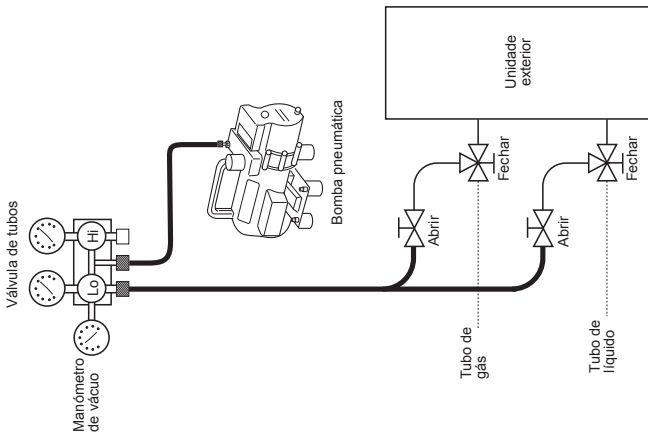 Válvula de tubos
Hi
Lo
Manómetro
de vácuo
Bomba pneumática
Unidade
exterior
Abrir
Fechar
Abrir
Fechar
Tubo de
gás
Tubo de
líquido